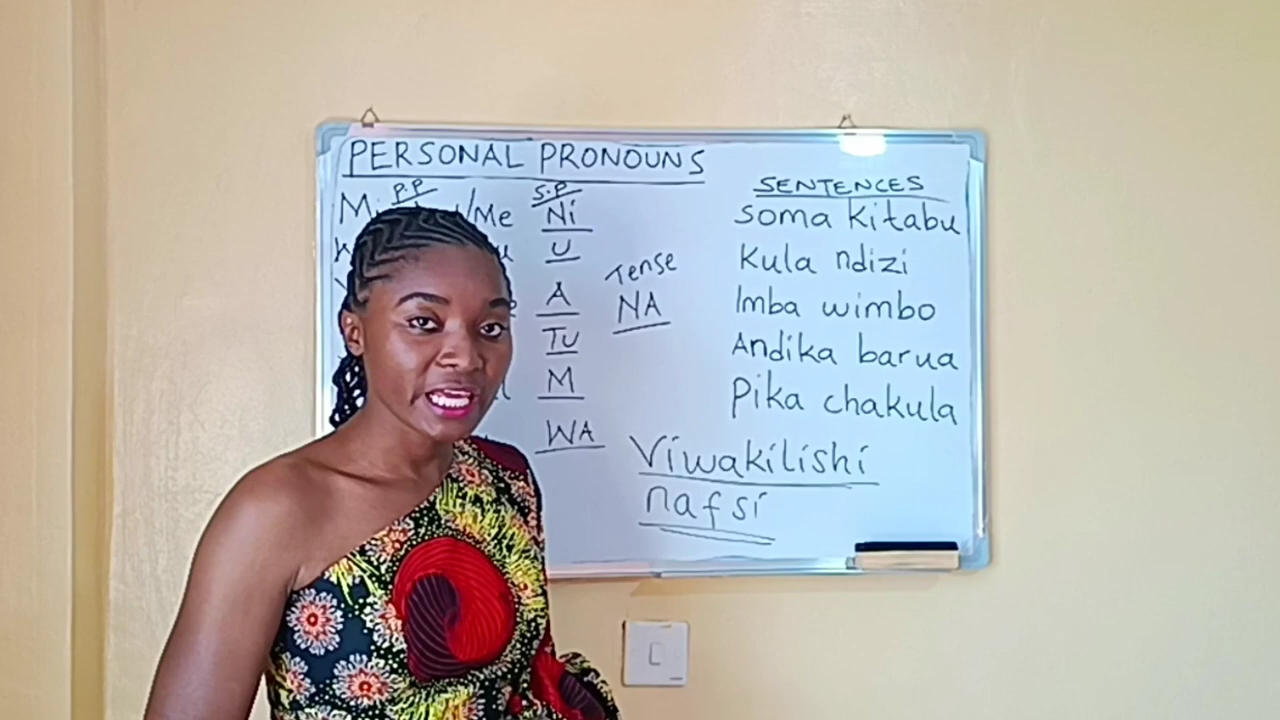 PERSONAL PRONOUNS
P.P S.P
/Me Ni
U
A
TU
M
WA
Tense
NA
SENTENCES
Soma Kitabu
Kula ndizi
Imba wimbo
Andika barua
Pika chakula
Viwakilishi
nafsi